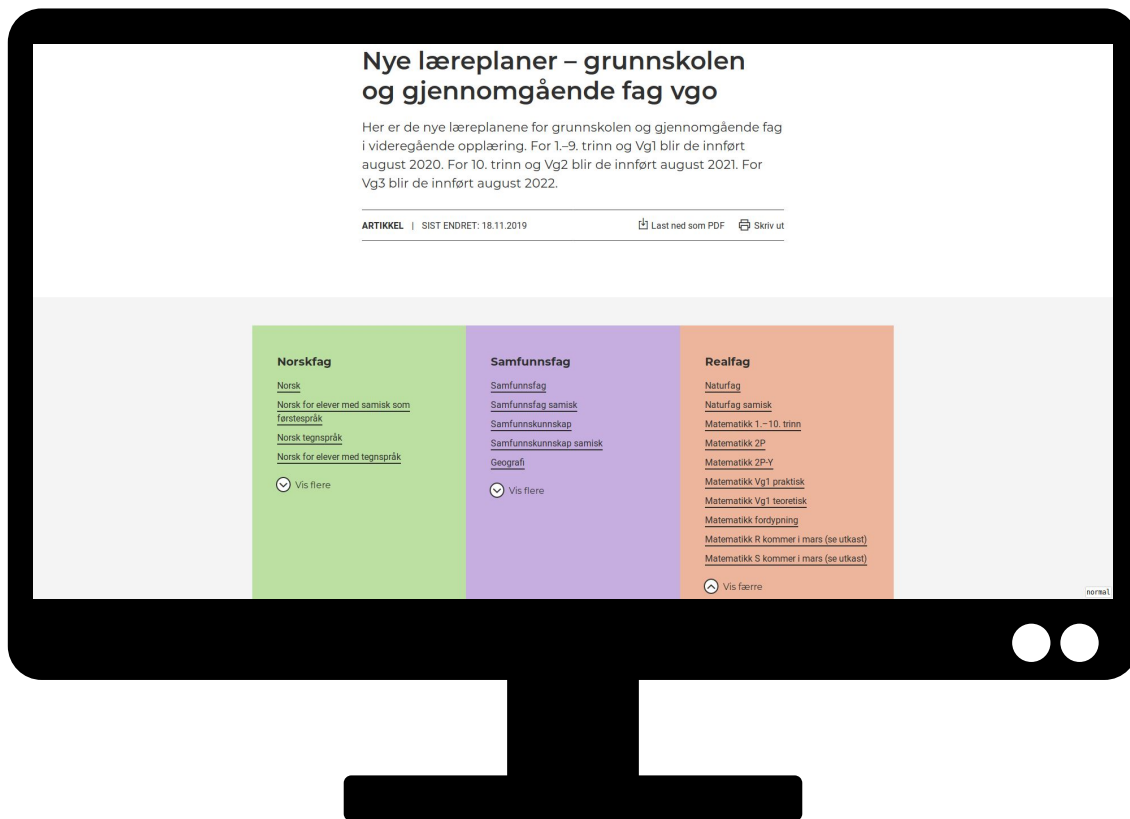 Nye læreplaner – grunnskolen
og gjennomgående fag vgo
Her er de nye læreplanene for grunnskolen og gjennomgående fag
i videregående opplæring. For 1.–9. trinn og Vg1 blir de innført
august 2020. For 10. trinn og Vg2 blir de innført august 2021. For
Vg3 blir de innført august 2022.
ARTIKKEL | SIST ENDRET: 18.11.2019 Last ned som PDF Skriv ut
Norskfag
Norsk
Norsk for elever med samisk som
førstespråk
Norsk tegnspråk
Norsk for elever med tegnspråk
Vis flere
Samfunnsfag
Samfunnsfag
Samfunnsfag samisk
Samfunnskunnskap
Samfunnskunnskap samisk
Geografi
Vis flere
Realfag
Naturfag
Naturfag samisk
Matematikk 1.–10. trinn
Matematikk 2P
Matematikk 2P-Y
Matematikk Vg1 praktisk
Matematikk Vg1 teoretisk
Matematikk fordypning
Matematikk R kommer i mars (se utkast)
Matematikk S kommer i mars (se utkast)
Vis færre
normal